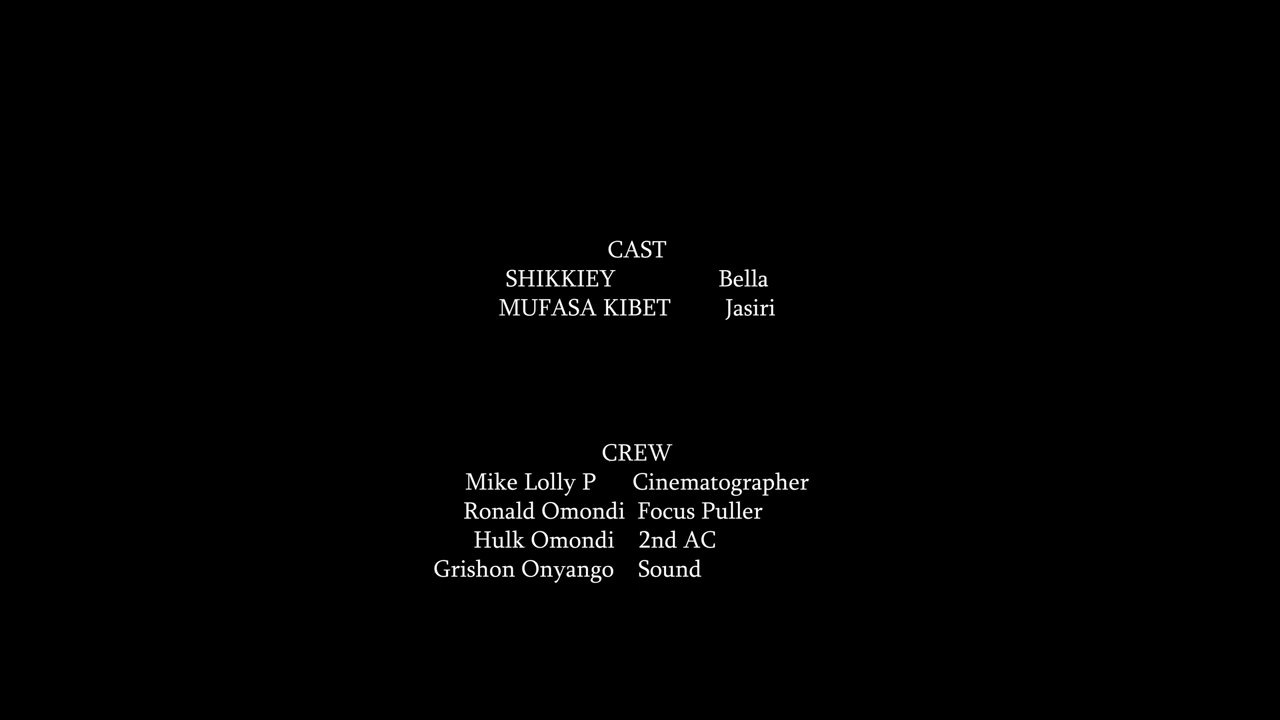 CAST
SHIKKIEY Bella
MUFASA KIBET Jasiri
CREW
Mike Lolly P Cinematographer
Ronald Omondi Focus Puller
Hulk Omondi 2nd AC
Grishon Onyango Sound